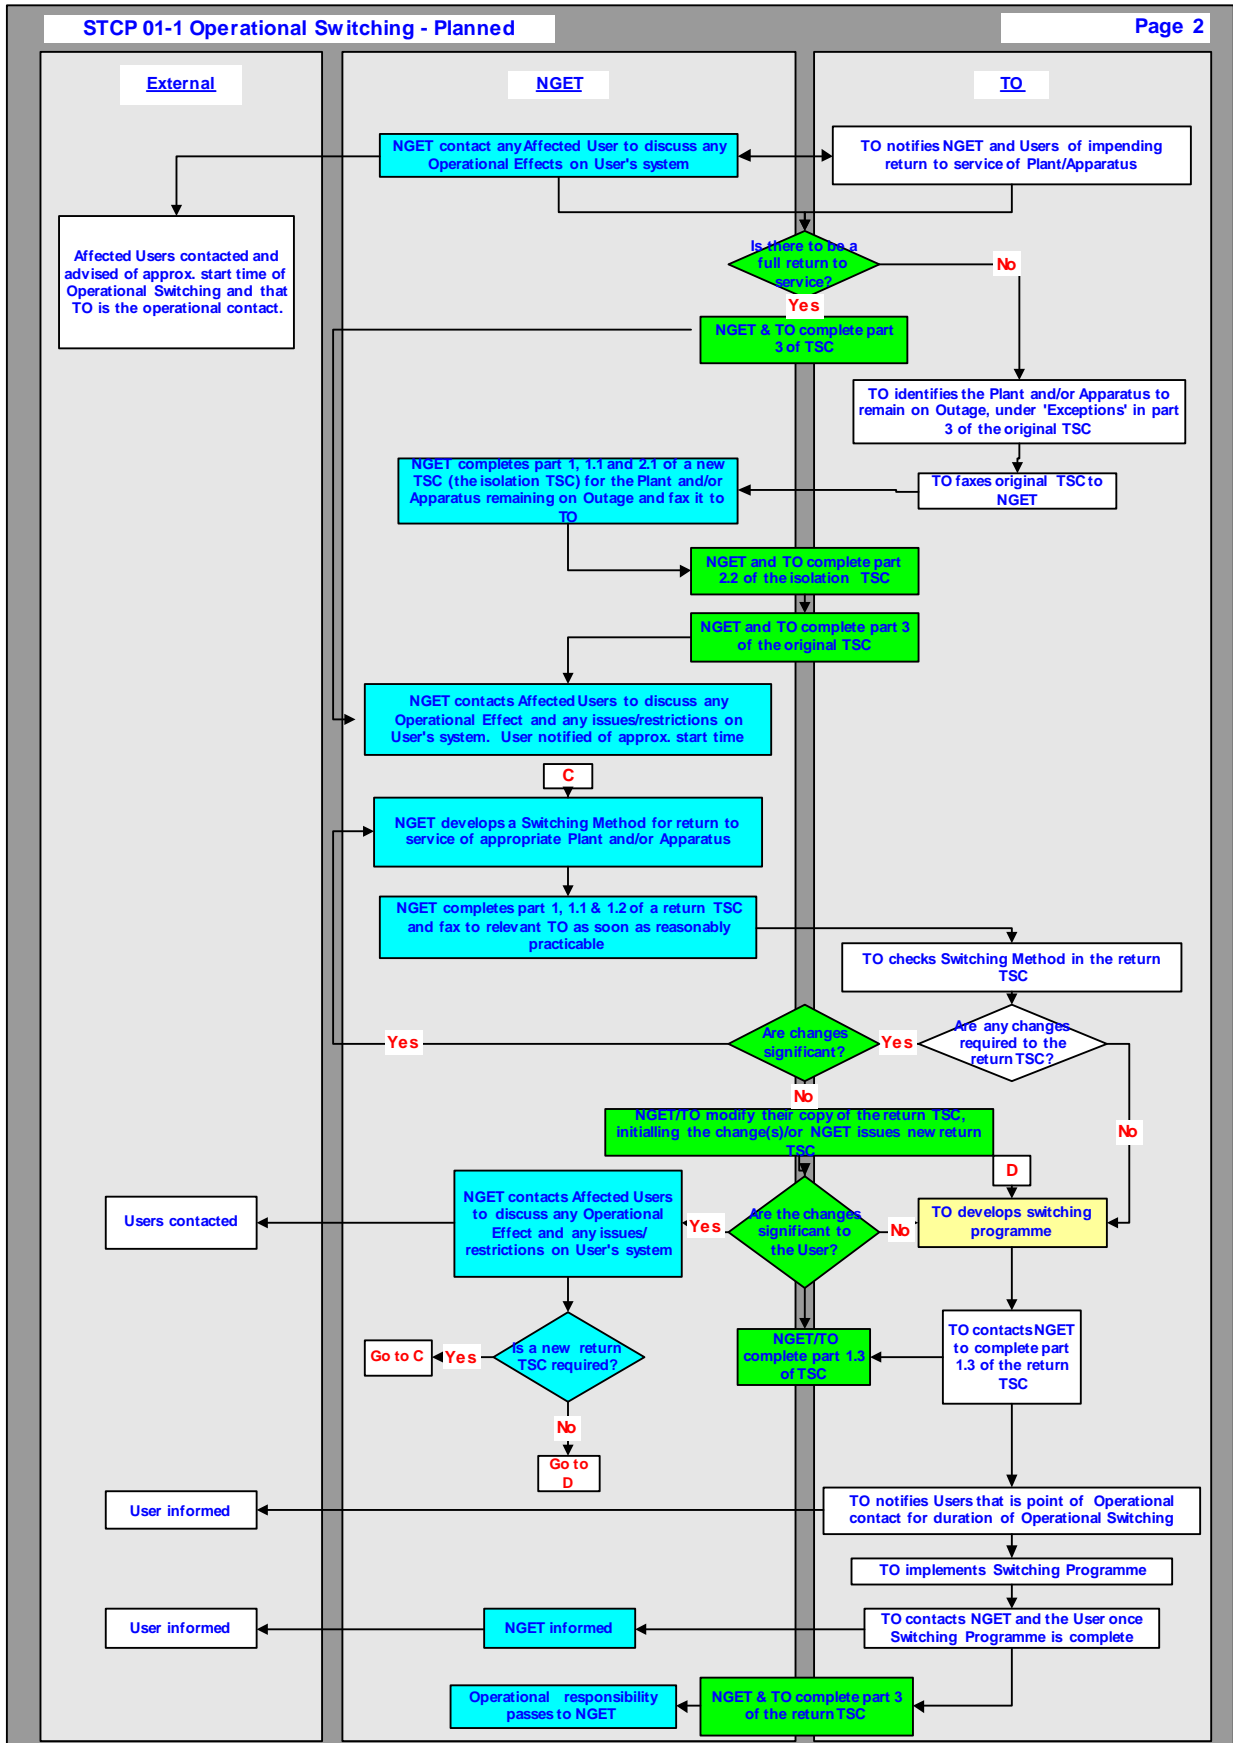 STCP 01-1 Operational Switching - Planned
Page 2
External
NGET
TO
NGET contact any Affected User to discuss any
Operational Effects on User's system
TO notifies NGET and Users of impending
return to service of Plant/Apparatus
Affected Users contacted and
advised of approx. start time of
Operational Switching and that
TO is the operational contact.
Is there to be a
full return to
service?
No
Yes
NGET & TO complete part
3 of TSC
TO identifies the Plant and/or Apparatus to
remain on Outage, under 'Exceptions' in part
3 of the original TSC
NGET completes part 1, 1.1 and 2.1 of a new
TSC (the isolation TSC) for the Plant and/or
Apparatus remaining on Outage and fax it to
TO
TO faxes original TSC to
NGET
NGET and TO complete part
2.2 of the isolation TSC
NGET and TO complete part 3
of the original TSC
NGET contacts Affected Users to discuss any
Operational Effect and any issues/restrictions on
User's system. User notified of approx. start time
C
NGET develops a Switching Method for return to
service of appropriate Plant and/or Apparatus
NGET completes part 1, 1.1 & 1.2 of a return TSC
and fax to relevant TO as soon as reasonably
practicable
TO checks Switching Method in the return
TSC
Yes
Are changes
significant?
Yes
Are any changes
required to the
return TSC?
No
NGET/TO modify their copy of the return TSC,
initialling the change(s)/or NGET issues new return
TSC
No
D
Users contacted
NGET contacts Affected Users
to discuss any Operational
Effect and any issues/
restrictions on User's system
Yes
Are the changes
significant to
the User?
No
TO develops switching
programme
Go to C
Yes
Is a new return
TSC required?
NGET/TO
complete part 1.3
of TSC
TO contacts NGET
to complete part
1.3 of the return
TSC
No
Go to
D
User informed
TO notifies Users that is point of Operational
contact for duration of Operational Switching
TO implements Switching Programme
User informed
NGET informed
TO contacts NGET and the User once
Switching Programme is complete
Operational responsibility
passes to NGET
NGET & TO complete part 3
of the return TSC